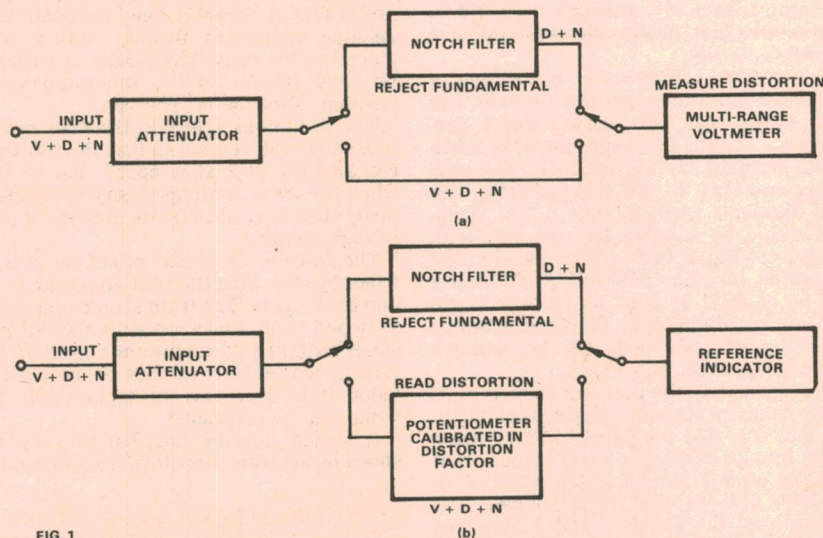 NOTCH FILTER
D + N
REJECT FUNDAMENTAL
MEASURE DISTORTION
INPUT
V + D + N
INPUT
ATTENUATOR
MULTI-RANGE
VOLTMETER
V + D + N
(a)
NOTCH FILTER
D + N
REJECT FUNDAMENTAL
INPUT
V + D + N
INPUT
ATTENUATOR
REFERENCE
INDICATOR
READ DISTORTION
POTENTIOMETER
CALIBRATED IN
DISTORTION
FACTOR
V + D + N
(b)
FIG. 1